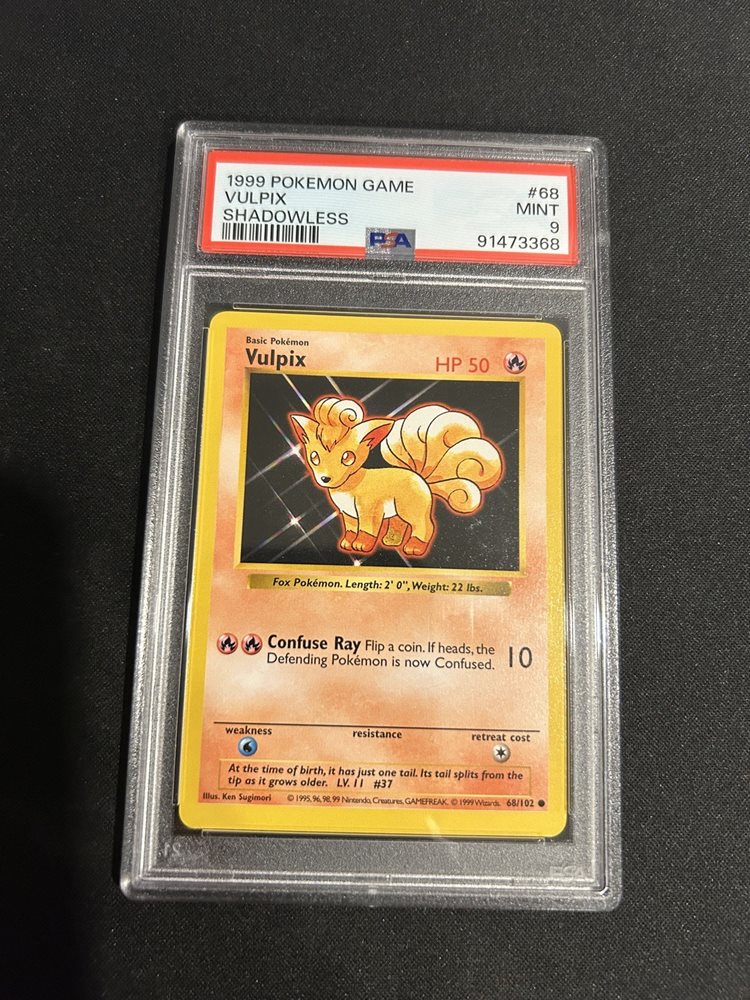 1999 POKEMON GAME #68
VULPIX MINT
SHADOWLESS 9
PSA 91473368
Basic Pokémon
Vulpix HP 50
Fox Pokémon. Length: 2' 0", Weight: 22 lbs.
Confuse Ray Flip a coin. If heads, the
Defending Pokémon is now Confused. 10
weakness resistance retreat cost
At the time of birth, it has just one tail. Its tail splits from the
tip as it grows older. LV. 11 #37
Illus. Ken Sugimori © 1995, 96, 98, 99 Nintendo, Creatures, GAMEFREAK. © 1999 Wizards. 68/102
PSA